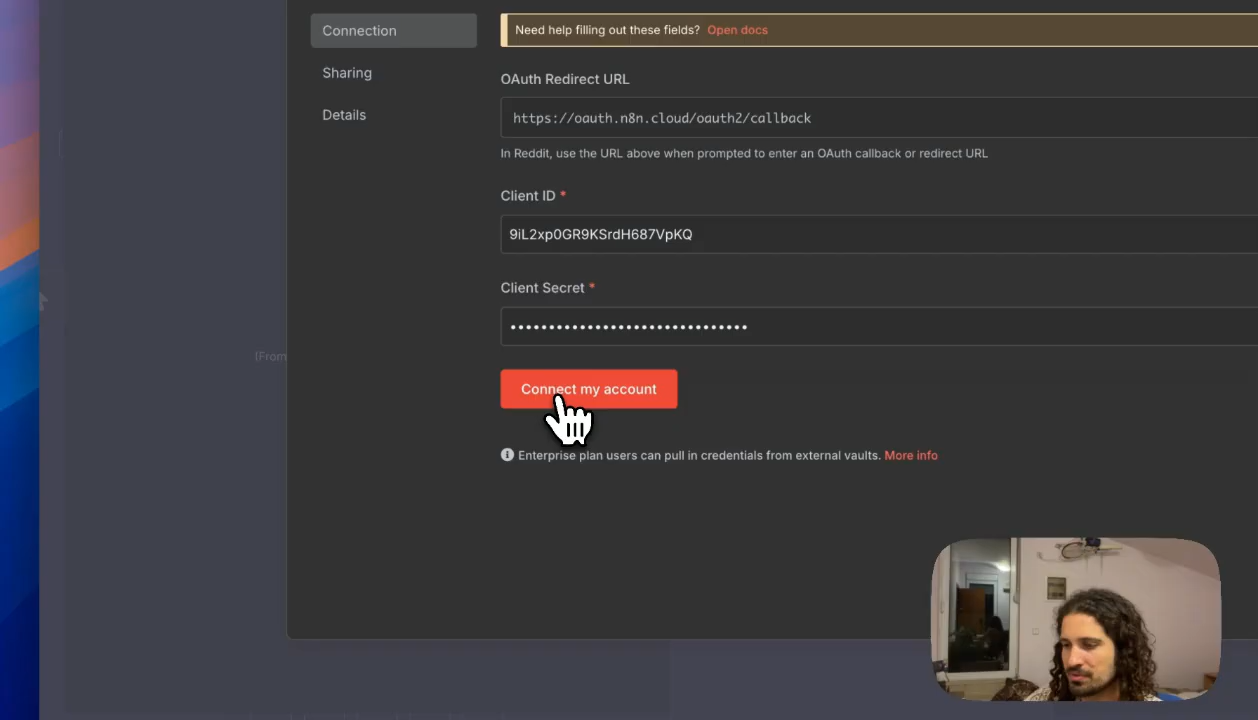 Connection
Need help filling out these fields? Open docs
Sharing
OAuth Redirect URL
Details
https://oauth.n8n.cloud/oauth2/callback
In Reddit, use the URL above when prompted to enter an OAuth callback or redirect URL
Client ID *
9iL2xp0GR9KSrdH687VpKQ
Client Secret *
••••••••••••••••••••••••••••••
(From
Connect my account
Enterprise plan users can pull in credentials from external vaults. More info